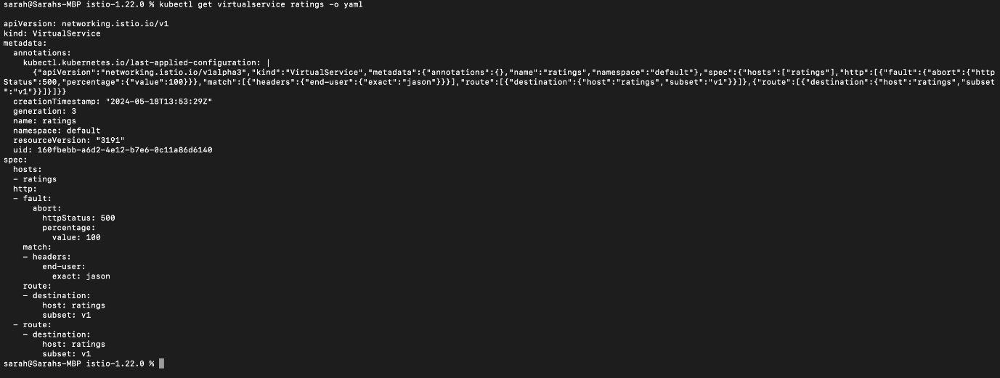 sarah@Sarahs-MBP istio-1.22.0 % kubectl get virtualservice ratings -o yaml
apiVersion: networking.istio.io/v1
kind: VirtualService
metadata:
  annotations:
    kubectl.kubernetes.io/last-applied-configuration: |
      {"apiVersion":"networking.istio.io/v1alpha3","kind":"VirtualService","metadata":{"annotations":{},"name":"ratings","namespace":"default"},"spec":{"hosts":["ratings"],"http":[{"fault":{"abort":{"http
Status":500,"percentage":{"value":100}}},"match":[{"headers":{"end-user":{"exact":"jason"}}}],"route":[{"destination":{"host":"ratings","subset":"v1"}}]},{"route":[{"destination":{"host":"ratings","subset
":"v1"}}]}]}}
  creationTimestamp: "2024-05-18T13:53:29Z"
  generation: 3
  name: ratings
  namespace: default
  resourceVersion: "3191"
  uid: 160fbebb-a6d2-4e12-b7e6-0c11a86d6140
spec:
  hosts:
  - ratings
  http:
  - fault:
      abort:
        httpStatus: 500
        percentage:
          value: 100
    match:
    - headers:
        end-user:
          exact: jason
    route:
    - destination:
        host: ratings
        subset: v1
  - route:
    - destination:
        host: ratings
        subset: v1
sarah@Sarahs-MBP istio-1.22.0 %